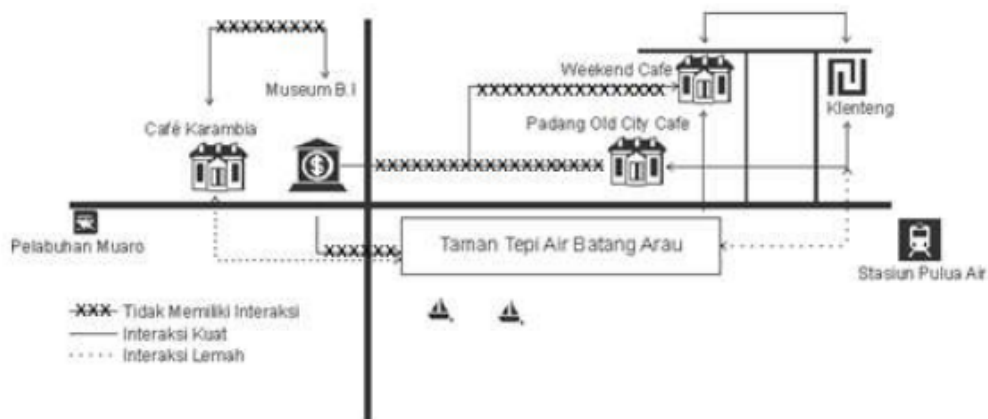 Weekend Cafe
Museum B.I
Klenteng
Padang Old City Cafe
Café Karambia
Pelabuhan Muaro
Taman Tepi Air Batang Arau
Stasiun Pulua Air
XXX Tidak Memiliki Interaksi
Interaksi Kuat
Interaksi Lemah